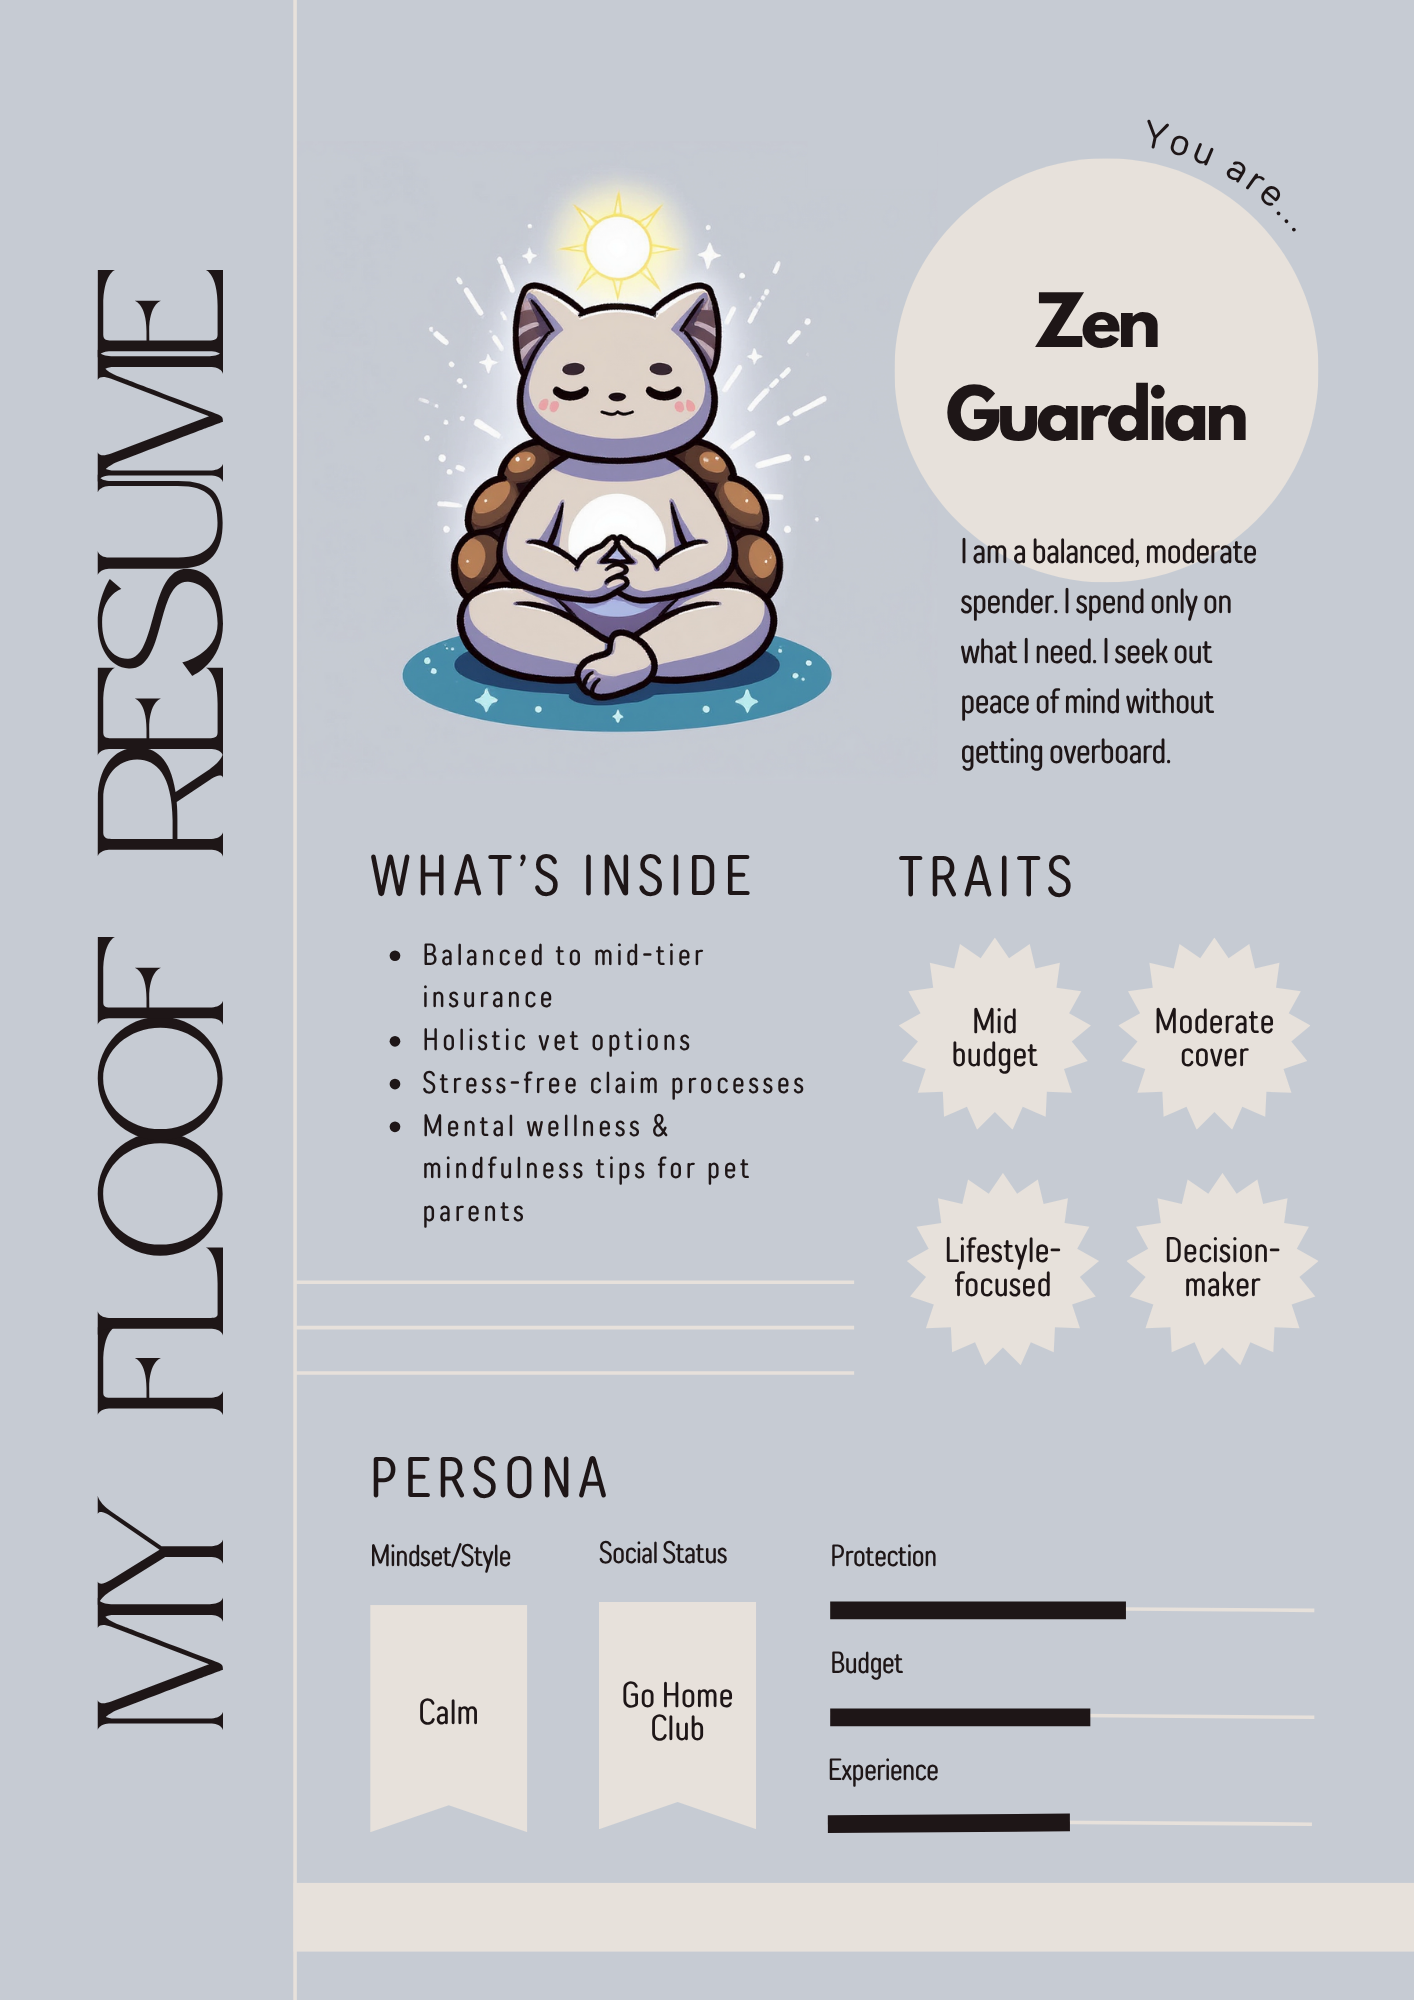 MY FLOOF RESUME
You are...
Zen
Guardian
I am a balanced, moderate
spender. I spend only on
what I need. I seek out
peace of mind without
getting overboard.
WHAT'S INSIDE
• Balanced to mid-tier
insurance
• Holistic vet options
• Stress-free claim processes
• Mental wellness &
mindfulness tips for pet
parents
TRAITS
Mid
budget
Moderate
cover
Lifestyle-
focused
Decision-
maker
PERSONA
Mindset/Style
Calm
Social Status
Go Home
Club
Protection
Budget
Experience